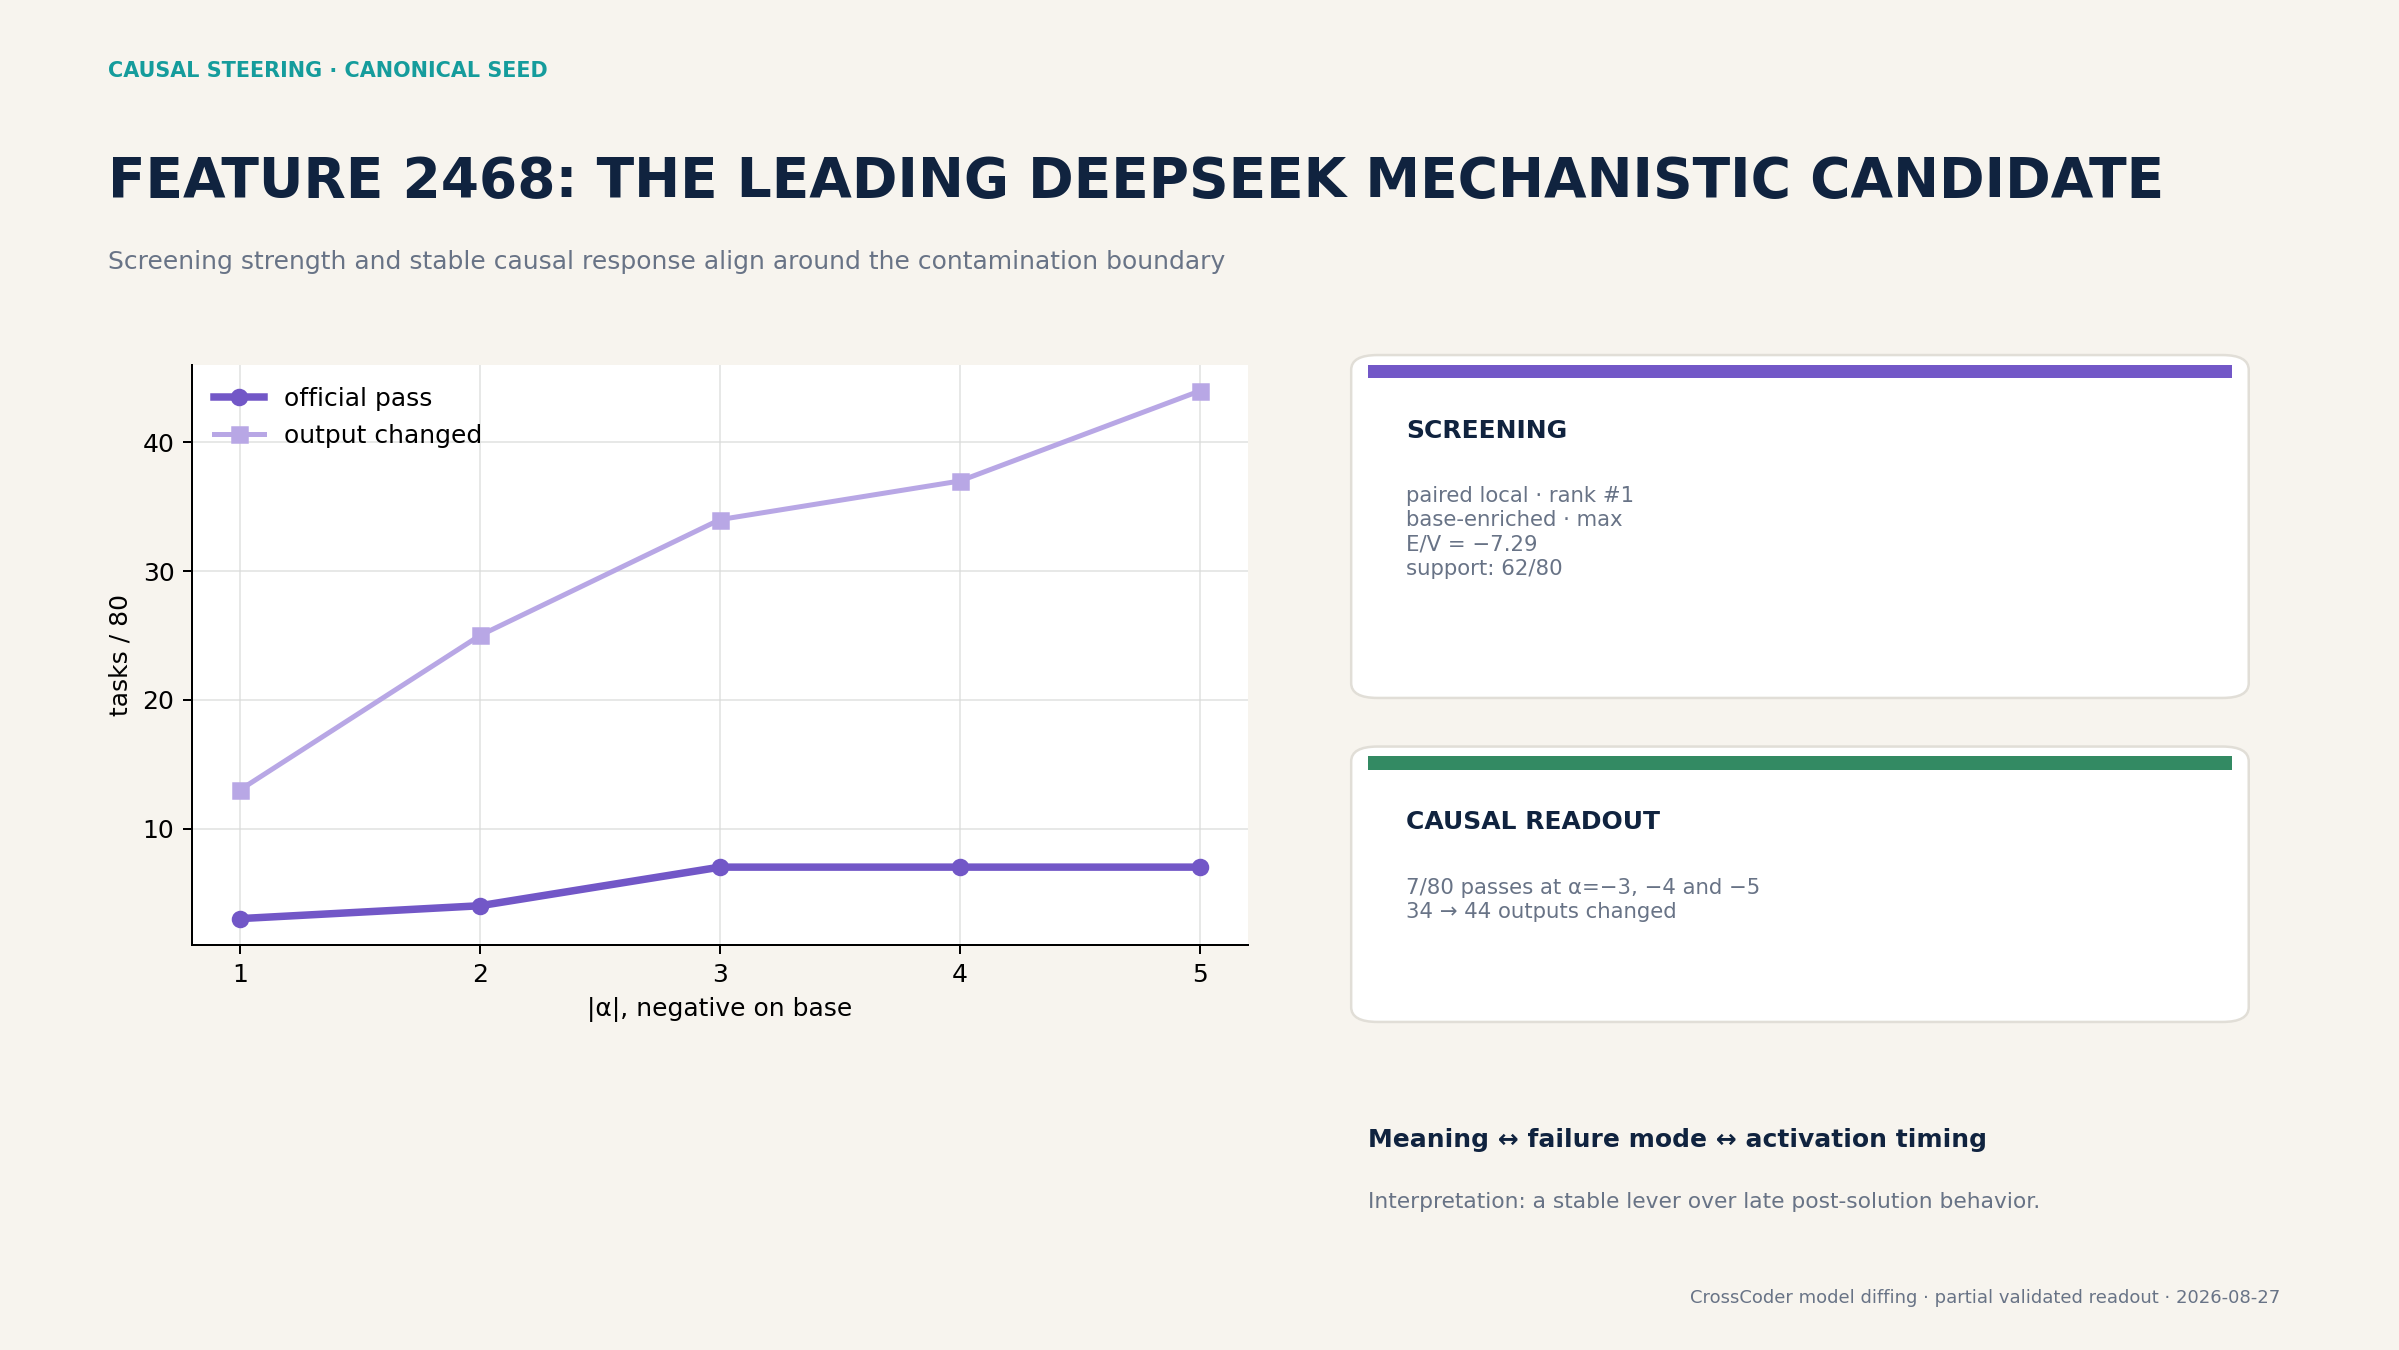 CAUSAL STEERING · CANONICAL SEED
FEATURE 2468: THE LEADING DEEPSEEK MECHANISTIC CANDIDATE
Screening strength and stable causal response align around the contamination boundary
official pass
output changed
40
30
20
10
tasks / 80
1 2 3 4 5
|α|, negative on base
SCREENING
paired local · rank #1
base-enriched · max
E/V = −7.29
support: 62/80
CAUSAL READOUT
7/80 passes at α=−3, −4 and −5
34 → 44 outputs changed
Meaning ↔ failure mode ↔ activation timing
Interpretation: a stable lever over late post-solution behavior.
CrossCoder model diffing · partial validated readout · 2026-08-27